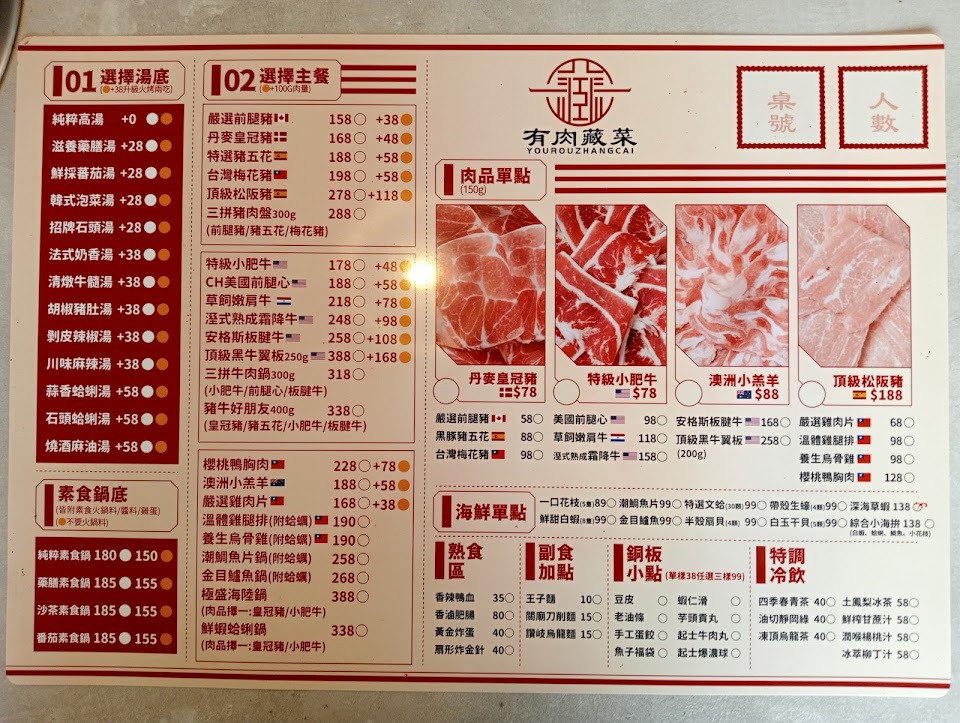 01 選擇湯底
(+38升級火烤兩吃)
純粹高湯 +0
滋養藥膳湯 +28
鮮採蕃茄湯 +28
韓式泡菜湯 +28
招牌石頭湯 +28
法式奶香湯 +38
清燉牛髓湯 +38
胡椒豬肚湯 +38
剝皮辣椒湯 +38
川味麻辣湯 +38
蒜香蛤蜊湯 +58
石頭蛤蜊湯 +58
燒酒麻油湯 +58
素食鍋底
(皆附素食火鍋料/醬料/雞蛋)
(不要火鍋料)
純粹素食鍋 180 150
藥膳素食鍋 185 155
沙茶素食鍋 185 155
番茄素食鍋 185 155
02 選擇主餐
(+100G肉量)
嚴選前腿豬 158 +38
丹麥皇冠豬 168 +48
特選豬五花 188 +58
台灣梅花豬 198 +58
頂級松阪豬 278 +118
三拼豬肉盤300g 288
(前腿豬/豬五花/梅花豬)
特級小肥牛 178 +48
CH美國前腿心 188 +58
草飼嫩肩牛 218 +78
溼式熟成霜降牛 248 +98
安格斯板腱牛 258 +108
頂級黑牛翼板250g 388 +168
三拼牛肉鍋300g 318
(小肥牛/前腿心/板腱牛)
豬牛好朋友400g 338
(皇冠豬/豬五花/小肥牛/板腱牛)
櫻桃鴨胸肉 228 +78
澳洲小羔羊 188 +58
嚴選雞肉片 168 +38
溫體雞腿排(附蛤蠣) 190
養生烏骨雞(附蛤蠣) 190
潮鯛魚片鍋(附蛤蠣) 258
金目鱸魚鍋(附蛤蠣) 268
極盛海陸鍋 388
(肉品擇一:皇冠豬/小肥牛)
鮮蝦蛤蜊鍋 338
(肉品擇一:皇冠豬/小肥牛)
有肉藏菜
YOUROUZHANGCAI
桌號
人數
肉品單點
(150g)
丹麥皇冠豬
$78
特級小肥牛
$78
澳洲小羔羊
$88
頂級松阪豬
$188
嚴選前腿豬 58 美國前腿心 98 安格斯板腱牛 168 嚴選雞肉片 68
黑豚豬五花 88 草飼嫩肩牛 118 頂級黑牛翼板 258 溫體雞腿排 98
台灣梅花豬 98 溼式熟成霜降牛 158 (200g) 養生烏骨雞 98
櫻桃鴨胸肉 128
海鮮單點
一口花枝(5隻)89 潮鯛魚片99 特選文蛤(30顆)99 帶殼生蠔(4顆)99 深海草蝦 138
鮮甜白蝦(8隻)99 金目鱸魚99 半殼扇貝(4顆)99 白玉干貝(5顆)99 綜合小海拚 138
(白蝦、蛤蜊、鯛魚、小花枝)
熟食區
香辣鴨血 35
香滷肥腸 80
黃金炸蛋 40
扇形炸金針 40
副食加點
王子麵 10
關廟刀削麵 15
讚岐烏龍麵 15
銅板小點 (單樣38任選三樣99)
豆皮 蝦仁滑
老油條 芋頭貢丸
手工蛋餃 起士牛肉丸
魚子福袋 起士爆濃球
特調冷飲
四季春青茶 40 土鳳梨冰茶 58
油切靜岡綠 40 鮮榨甘蔗汁 58
凍頂烏龍茶 40 潤喉楊桃汁 58
冰萃柳丁汁 58